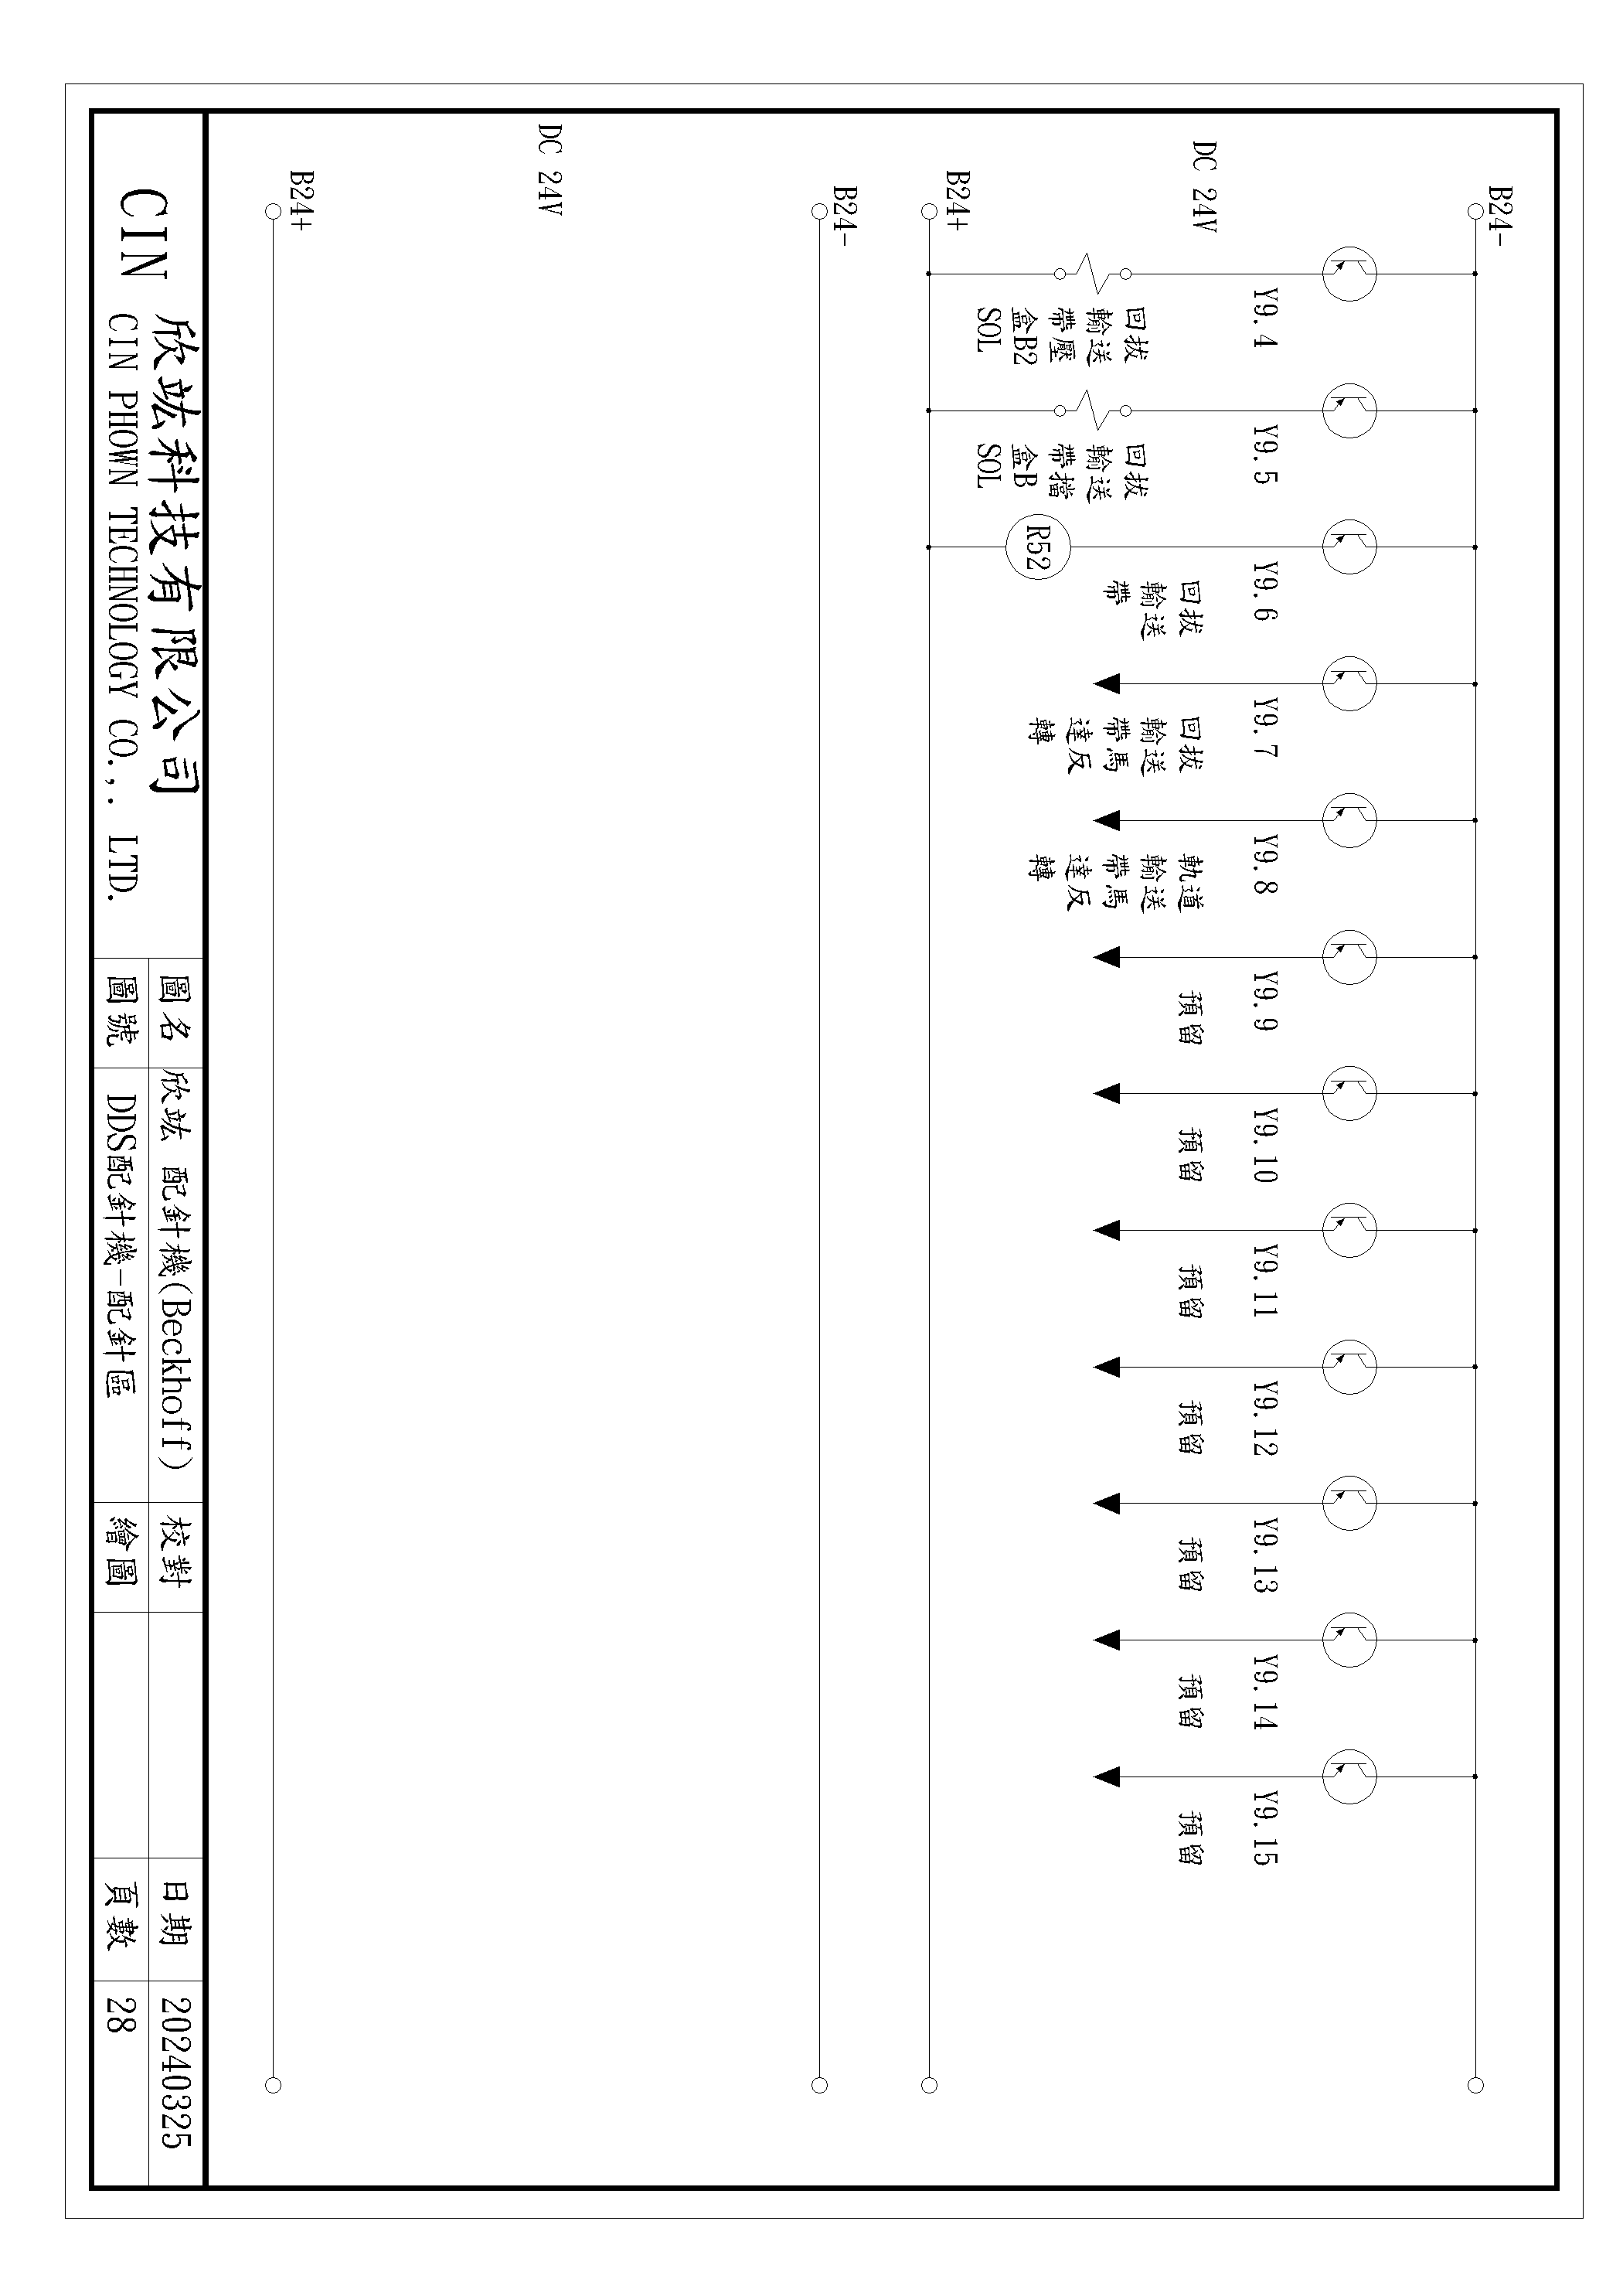 B24-
DC 24V
Y9.4
回拔
輸送
帶壓
盒B2
SOL
Y9.5
回拔
輸送
帶擋
盒B
SOL
Y9.6
回拔
輸送
帶
R52
Y9.7
回拔
輸送
帶馬
達反
轉
Y9.8
軌道
輸送
帶馬
達反
轉
Y9.9
預留
Y9.10
預留
Y9.11
預留
Y9.12
預留
Y9.13
預留
Y9.14
預留
Y9.15
預留
B24+
B24-
DC 24V
B24+
CIN
欣竑科技有限公司
CIN PHOWN TECHNOLOGY CO.,. LTD.
圖名
欣竑 配針機(Beckhoff)
校對
日期
20240325
圖號
DDS配針機-配針區
繪圖
頁數
28